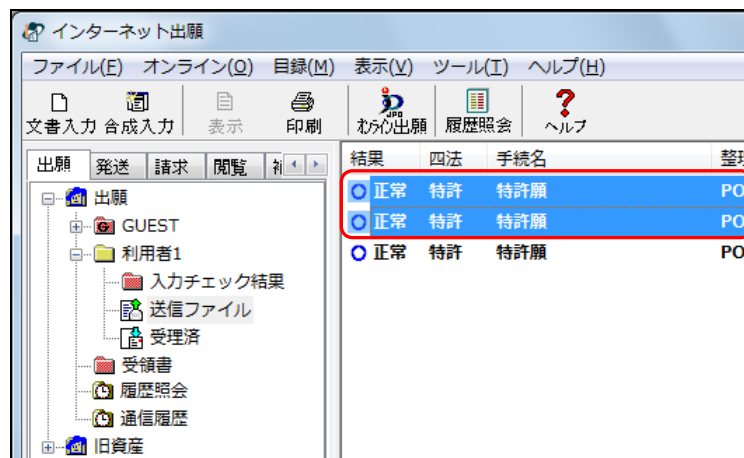 インターネット出願
ファイル(F) オンライン(O) 目録(M) 表示(V) ツール(T) ヘルプ(H)
文書入力 合成入力 表示 印刷 オンライン出願 履歴照会 ヘルプ
出願 発送 請求 閲覧
結果 四法 手続名 整理
正常 特許 特許願 PO
正常 特許 特許願 PO
正常 特許 特許願 PO
出願
GUEST
利用者1
入力チェック結果
送信ファイル
受理済
受領書
履歴照会
通信履歴
旧資産